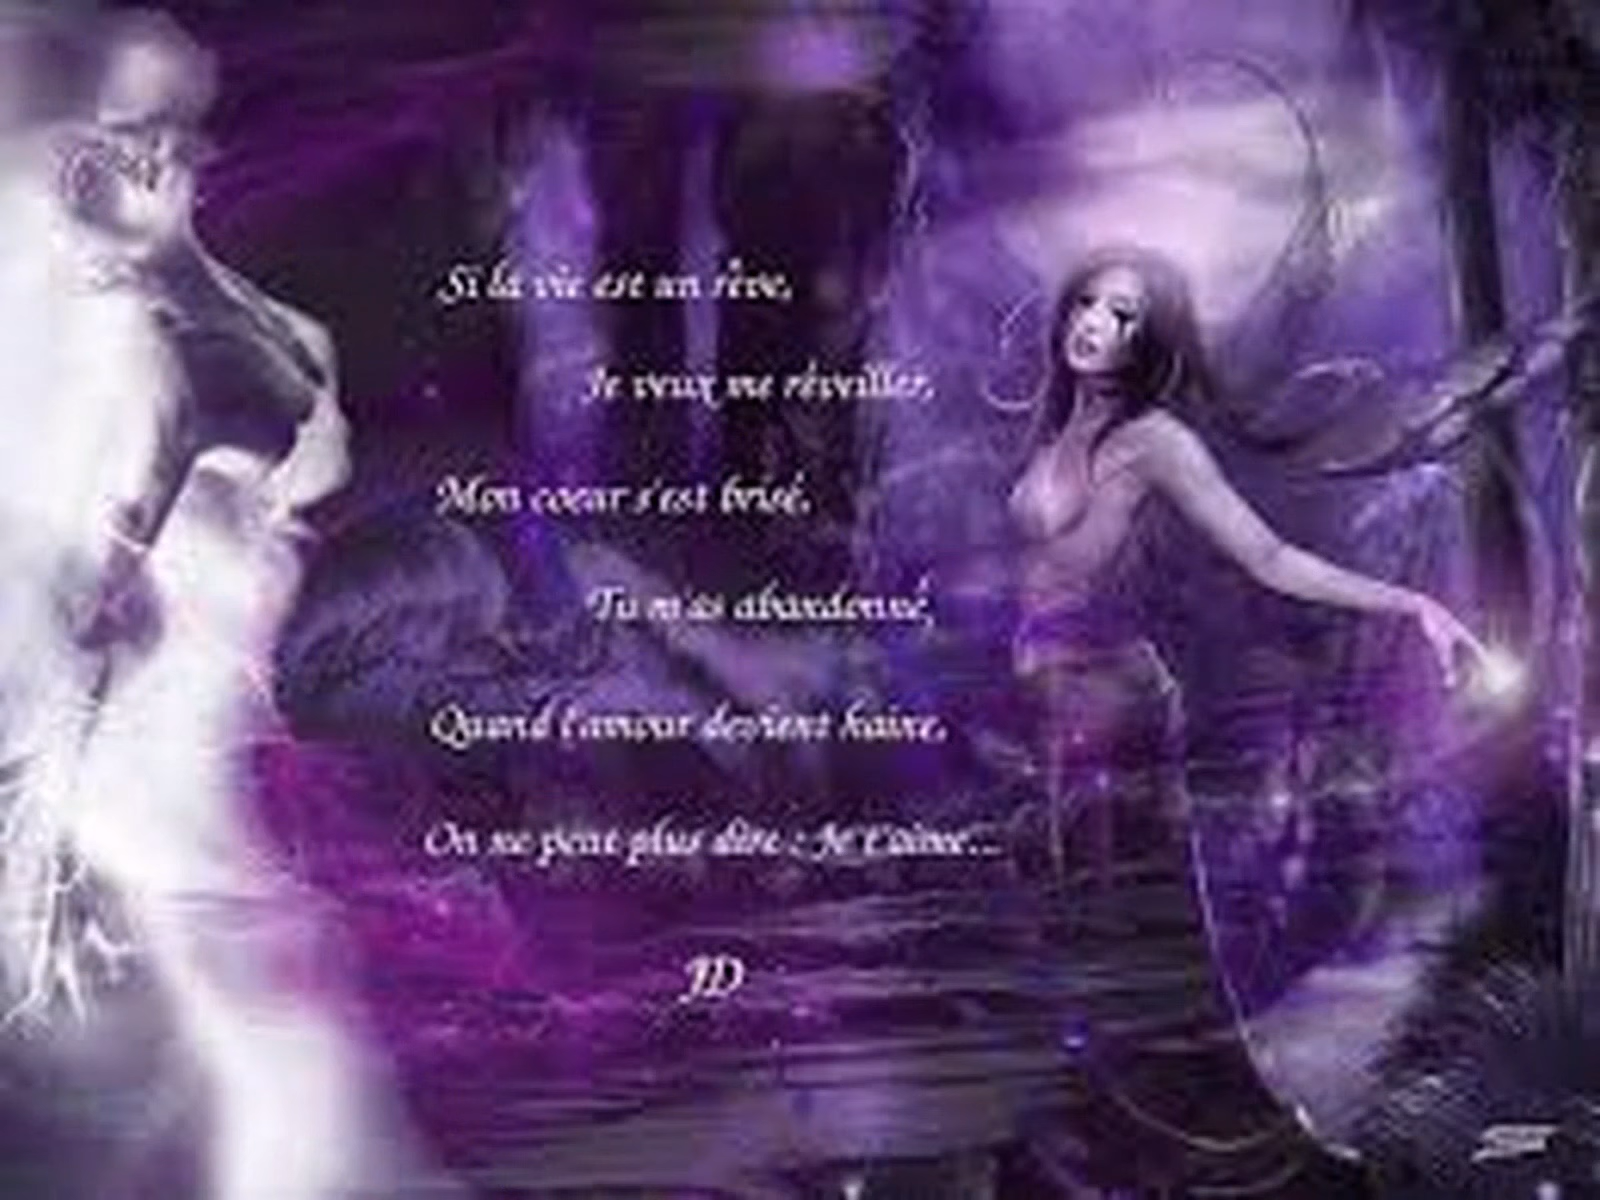 Si la vie est un rêve,
Je veux me réveiller,
Mon coeur s'est brisé,
Tu m'as abandonné,
Quand l'amour devient haine,
On ne peut plus dire : Je t'aime...
JD